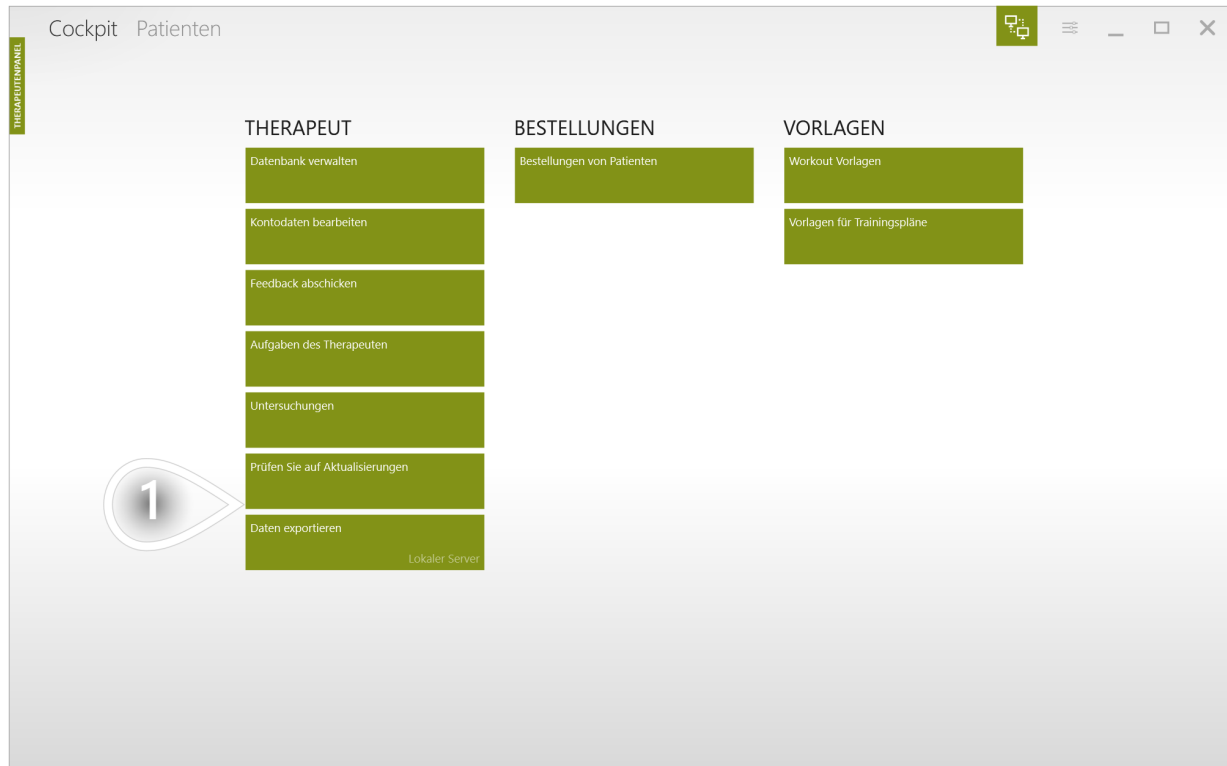 Cockpit Patienten
THERAPEUTENPANEL
THERAPEUT
Datenbank verwalten
Kontodaten bearbeiten
Feedback abschicken
Aufgaben des Therapeuten
Untersuchungen
Prüfen Sie auf Aktualisierungen
1
Daten exportieren
Lokaler Server
BESTELLUNGEN
Bestellungen von Patienten
VORLAGEN
Workout Vorlagen
Vorlagen für Trainingspläne